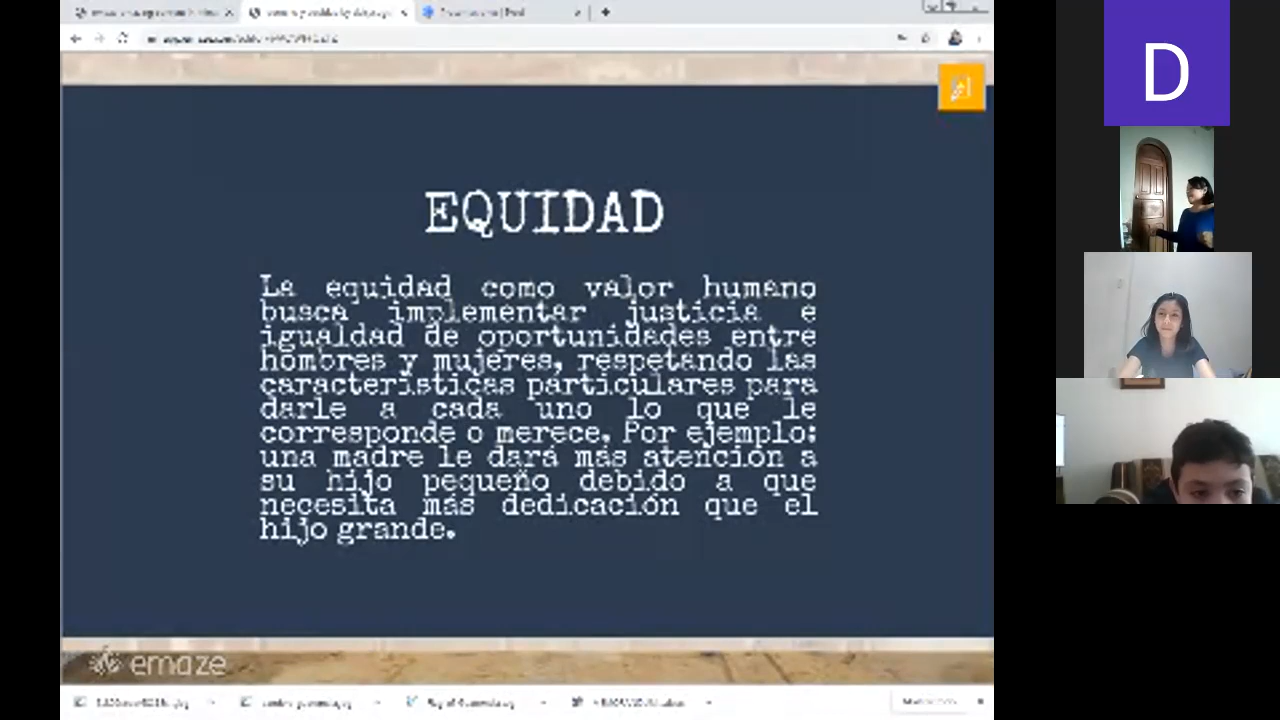 EQUIDAD
La equidad como valor humano
busca implementar justicia e
igualdad de oportunidades entre
hombres y mujeres, respetando las
características particulares para
darle a cada uno lo que le
corresponde o merece. Por ejemplo:
una madre le dará más atención a
su hijo pequeño debido a que
necesita más dedicación que el
hijo grande.
emaze
D